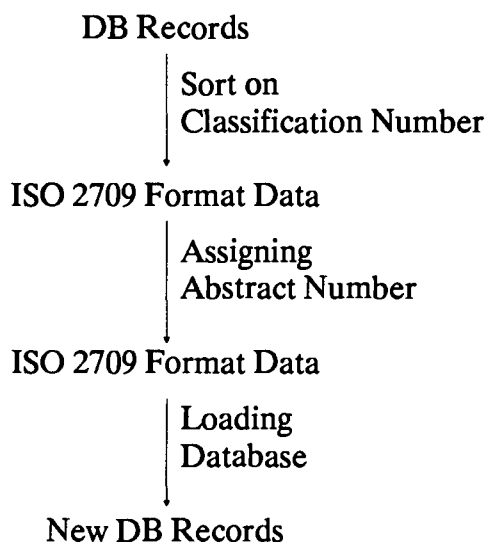 DB Records
Sort on
Classification Number
ISO 2709 Format Data
Assigning
Abstract Number
ISO 2709 Format Data
Loading
Database
New DB Records